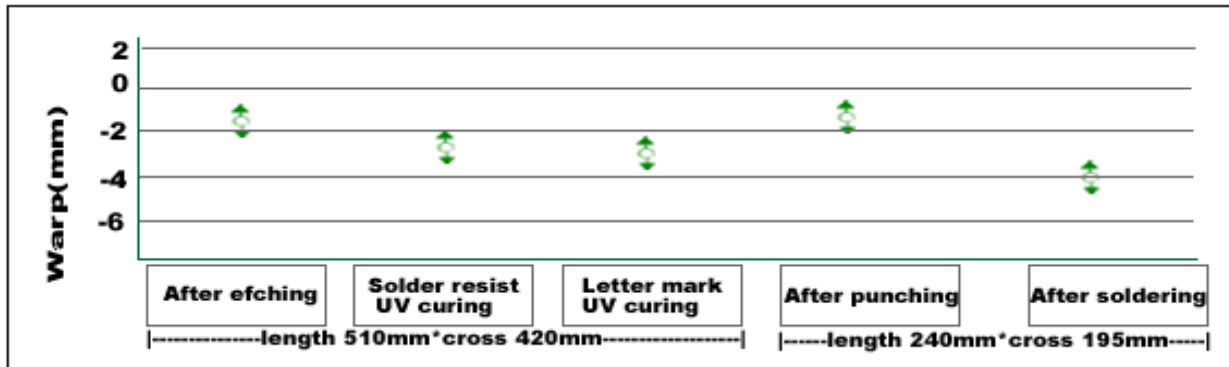 2
0
-2
-4
-6
Warp(mm)
After efching
Solder resist
UV curing
Letter mark
UV curing
After punching
After soldering
|---------------length 510mm*cross 420mm-------------------|
|------length 240mm*cross 195mm-----|